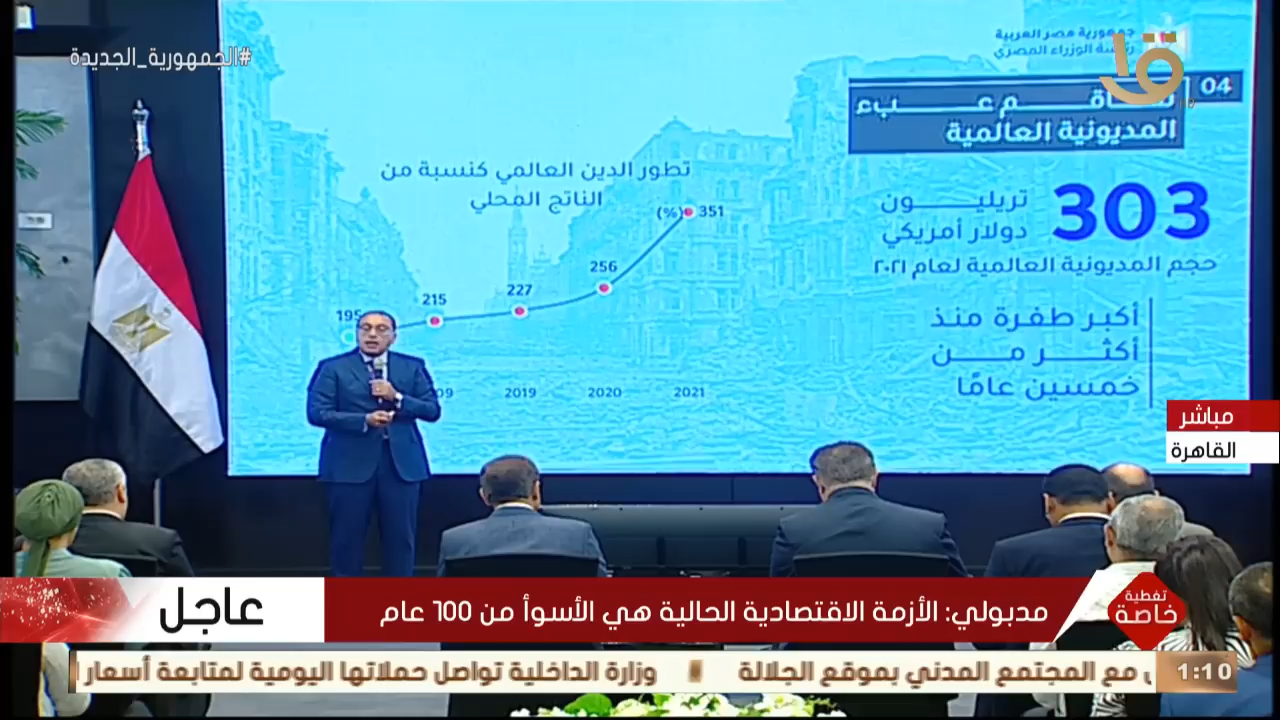 #الجمهورية_الجديدة
جمهورية مصر العربية
رئاسة الوزراء المصري
04
عبء
المديونية العالمية
303
تريليون
دولار أمريكي
حجم المديونية العالمية لعام ٢٠٢١
أكبر طفرة منذ
أكثر من
خمسين عامًا
تطور الدين العالمي كنسبة من
الناتج المحلي
(%)
351
256
227
215
195
2019
2020
2021
مباشر
القاهرة
تغطية
خاصة
مدبولي: الأزمة الاقتصادية الحالية هي الأسوأ من 100 عام
عاجل
1:10
مع المجتمع المدني بموقع الجلالة
وزارة الداخلية تواصل حملاتها اليومية لمتابعة أسعار